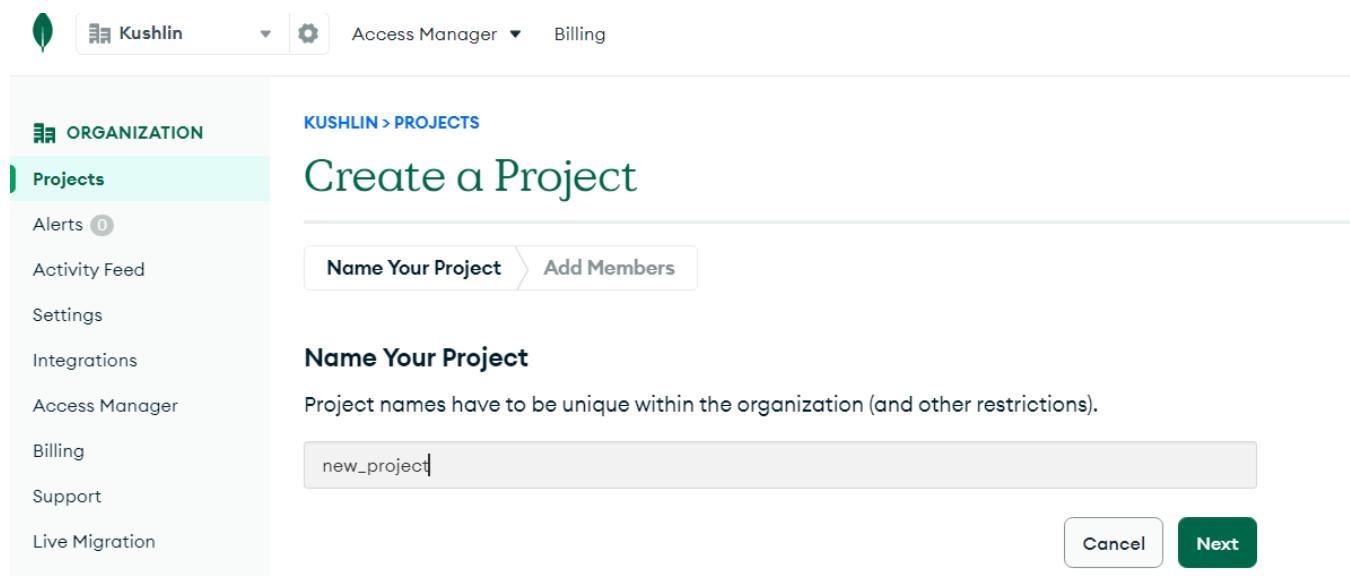 Kushlin
Access Manager
Billing
ORGANIZATION
Projects
Alerts 0
Activity Feed
Settings
Integrations
Access Manager
Billing
Support
Live Migration
KUSHLIN > PROJECTS
Create a Project
Name Your Project
Add Members
Name Your Project
Project names have to be unique within the organization (and other restrictions).
new_project
Cancel
Next